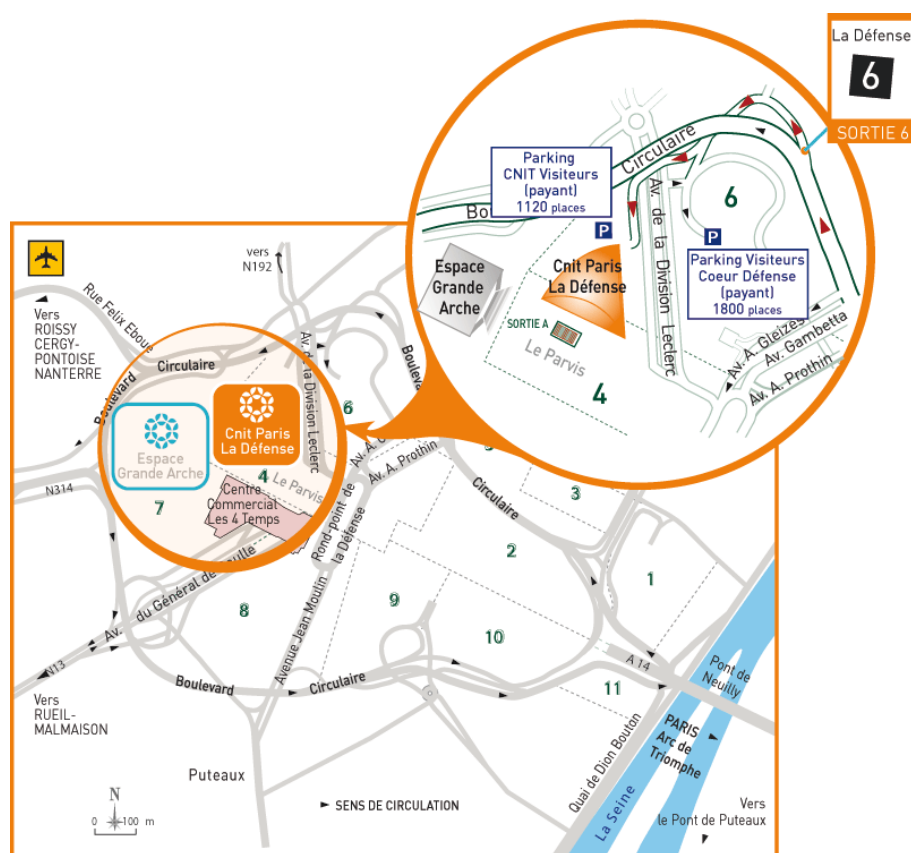 La Défense
6
SORTIE 6
Parking
CNIT Visiteurs
(payant)
1120 places
Circulaire
Bou
Av. de la Division Leclerc
6
P
P
Parking Visiteurs
Coeur Défense
(payant)
1800 places
Espace
Grande
Arche
Cnit Paris
La Défense
SORTIE A
Le Parvis
4
Av. A. Gleizes
Av. Gambetta
Av. A. Prothin
vers
N192
Vers
ROISSY
CERGY-
PONTOISE
NANTERRE
Rue Felix Eboue
Boulevard
Circulaire
Av. de la Division Leclerc
6
Boulevard
Espace
Grande Arche
Cnit Paris
La Défense
4
Le Parvis
Av. A. Prothin
N314
7
Centre
Commercial
Les 4 Temps
Rond-point de
la Défense
Circulaire
3
2
1
Av. du Général de Gaulle
8
9
10
11
Avenue Jean Moulin
N13
Boulevard
Circulaire
A 14
Pont de
Neuilly
Vers
RUEIL-
MALMAISON
PARIS
Arc de
Triomphe
Quai de Dion Bouton
La Seine
Puteaux
N
0 100 m
SENS DE CIRCULATION
Vers
le Pont de Puteaux